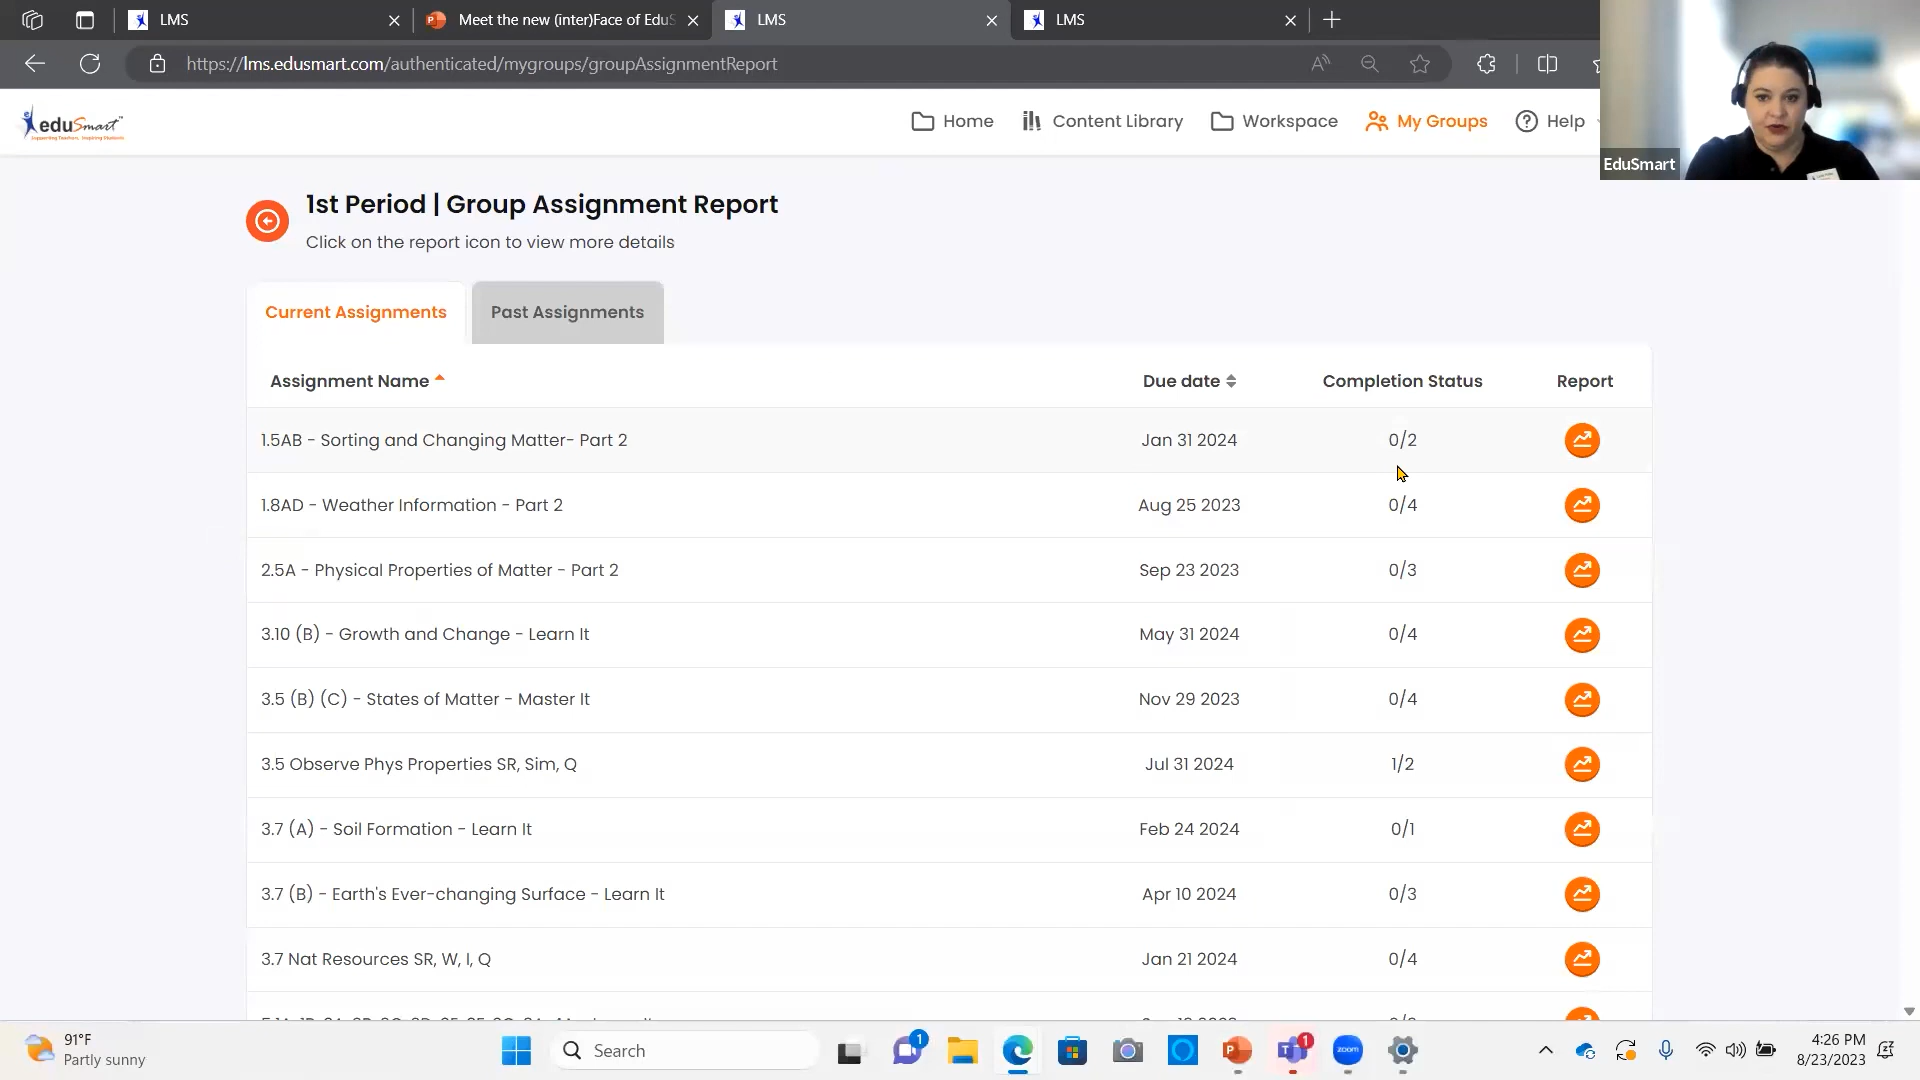 LMS
Meet the new (inter)Face of EduS
LMS
LMS
https://lms.edusmart.com/authenticated/mygroups/groupAssignmentReport
eduSmart
Supporting Teachers, Inspiring Students
Home
Content Library
Workspace
My Groups
Help
EduSmart
1st Period | Group Assignment Report
Click on the report icon to view more details
Current Assignments
Past Assignments
Assignment Name Due date Completion Status Report
1.5AB - Sorting and Changing Matter- Part 2 Jan 31 2024 0/2
1.8AD - Weather Information - Part 2 Aug 25 2023 0/4
2.5A - Physical Properties of Matter - Part 2 Sep 23 2023 0/3
3.10 (B) - Growth and Change - Learn It May 31 2024 0/4
3.5 (B) (C) - States of Matter - Master It Nov 29 2023 0/4
3.5 Observe Phys Properties SR, Sim, Q Jul 31 2024 1/2
3.7 (A) - Soil Formation - Learn It Feb 24 2024 0/1
3.7 (B) - Earth's Ever-changing Surface - Learn It Apr 10 2024 0/3
3.7 Nat Resources SR, W, I, Q Jan 21 2024 0/4
91°F
Partly sunny
Search
1
1
zoom
4:26 PM
8/23/2023